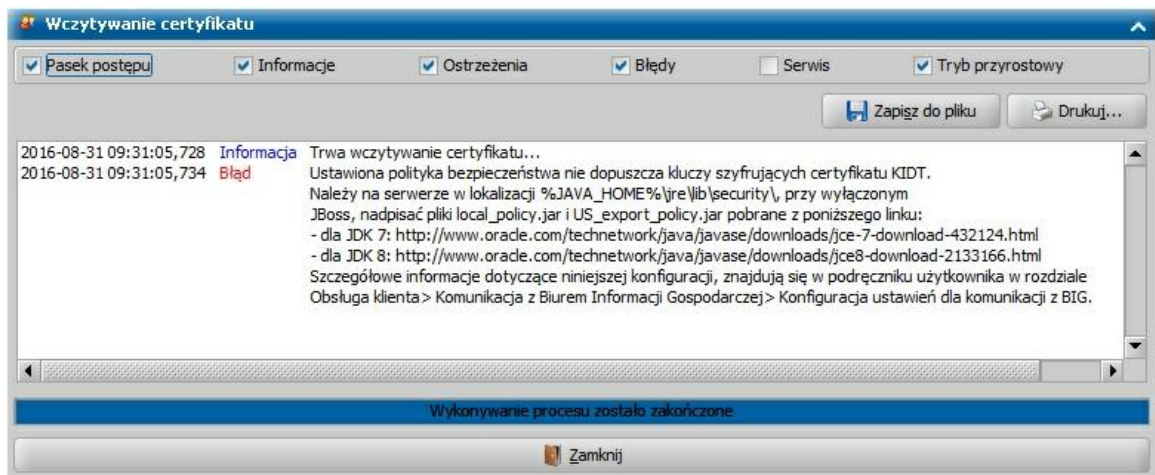 Wczytywanie certyfikatu
Pasek postępu Informacje Ostrzeżenia Błędy Serwis Tryb przyrostowy
Zapisz do pliku Drukuj...
2016-08-31 09:31:05,728 Informacja Trwa wczytywanie certyfikatu...
2016-08-31 09:31:05,734 Błąd Ustawiona polityka bezpieczeństwa nie dopuszcza kluczy szyfrujących certyfikatu KIDT.
Należy na serwerze w lokalizacji %JAVA_HOME%\jre\lib\security\, przy wyłączonym
JBoss, nadpisać pliki local_policy.jar i US_export_policy.jar pobrane z poniższego linku:
- dla JDK 7: http://www.oracle.com/technetwork/java/javase/downloads/jce-7-download-432124.html
- dla JDK 8: http://www.oracle.com/technetwork/java/javase/downloads/jce8-download-2133166.html
Szczegółowe informacje dotyczące niniejszej konfiguracji, znajdują się w podręczniku użytkownika w rozdziale
Obsługa klienta> Komunikacja z Biurem Informacji Gospodarczej> Konfiguracja ustawień dla komunikacji z BIG.
Wykonywanie procesu zostało zakończone
Zamknij